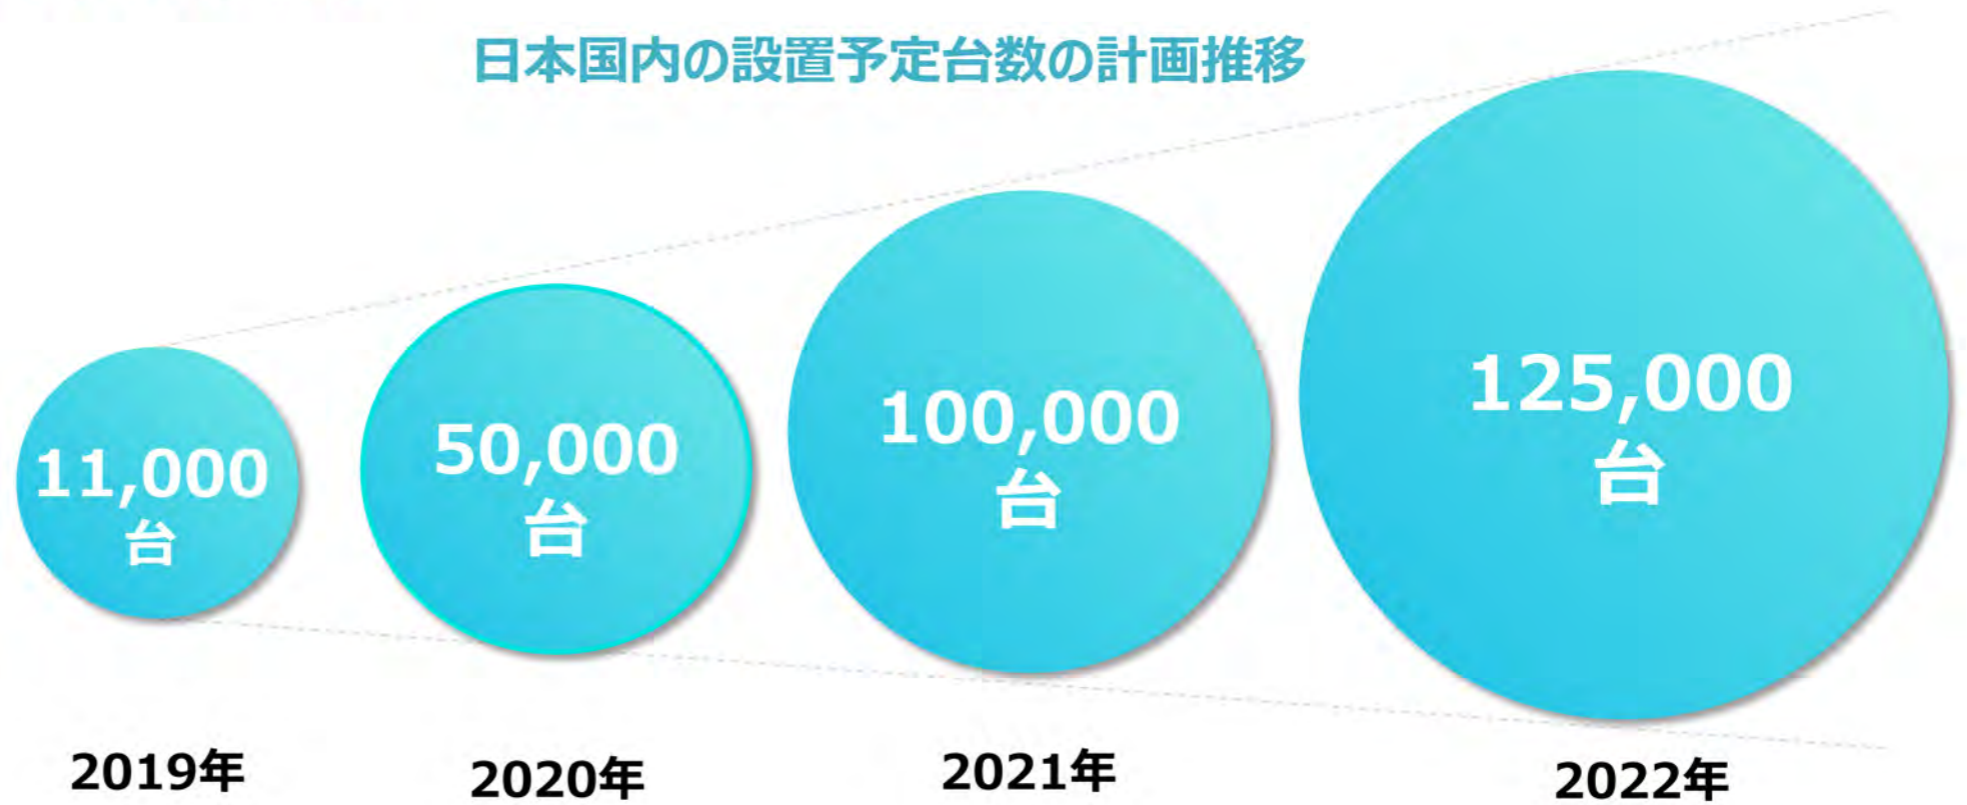 日本国内の設置予定台数の計画推移
11,000
台
50,000
台
100,000
台
125,000
台
2019年
2020年
2021年
2022年